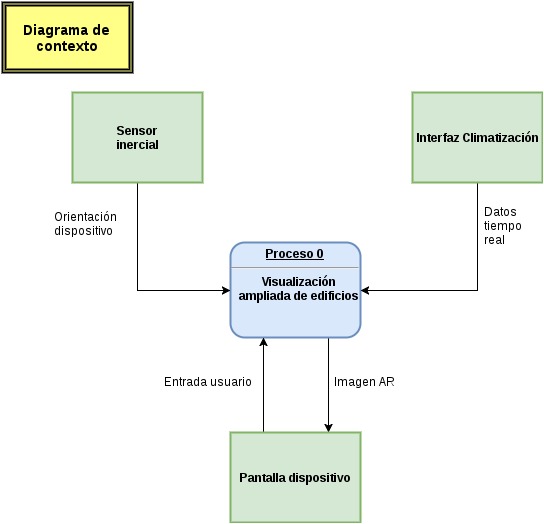 Diagrama de
contexto
Sensor
inercial
Interfaz Climatización
Orientación
dispositivo
Datos
tiempo
real
Proceso 0
Visualización
ampliada de edificios
Entrada usuario
Imagen AR
Pantalla dispositivo